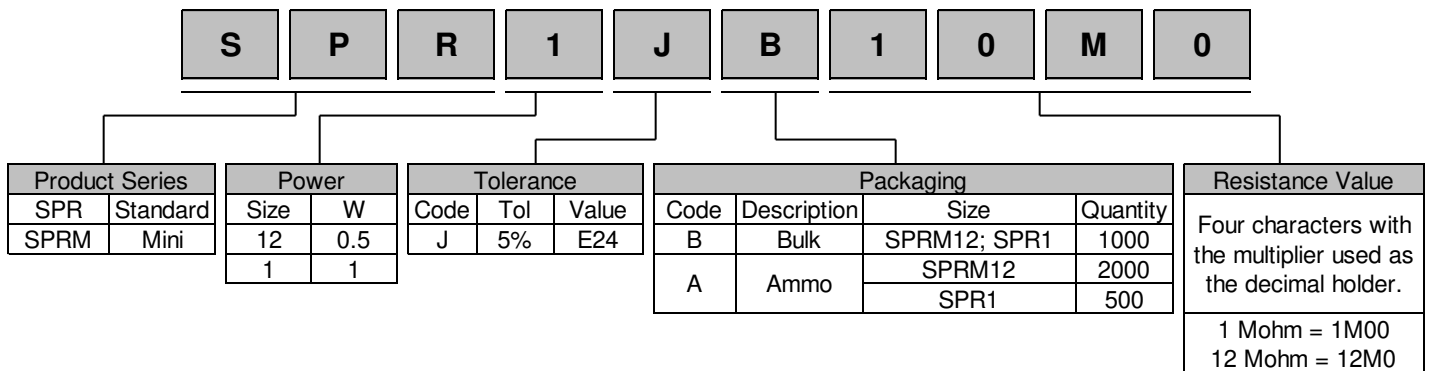 S P R 1 J B 1 0 M 0
Product Series
SPR Standard
SPRM Mini
Power
Size W
12 0.5
1 1
Tolerance
Code Tol Value
J 5% E24
Packaging
Code Description Size Quantity
B Bulk SPRM12; SPR1 1000
A Ammo SPRM12 2000
SPR1 500
Resistance Value
Four characters with
the multiplier used as
the decimal holder.
1 Mohm = 1M00
12 Mohm = 12M0